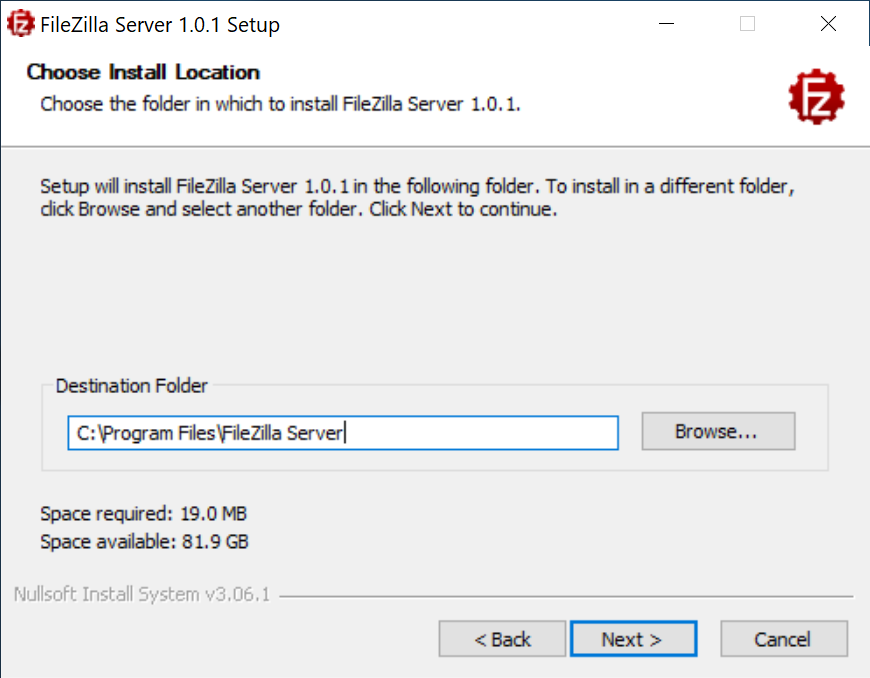 FileZilla Server 1.0.1 Setup
Choose Install Location
Choose the folder in which to install FileZilla Server 1.0.1.
Fz
Setup will install FileZilla Server 1.0.1 in the following folder. To install in a different folder,
click Browse and select another folder. Click Next to continue.
Destination Folder
C:\Program Files\FileZilla Server
Browse...
Space required: 19.0 MB
Space available: 81.9 GB
Nullsoft Install System v3.06.1
< Back
Next >
Cancel